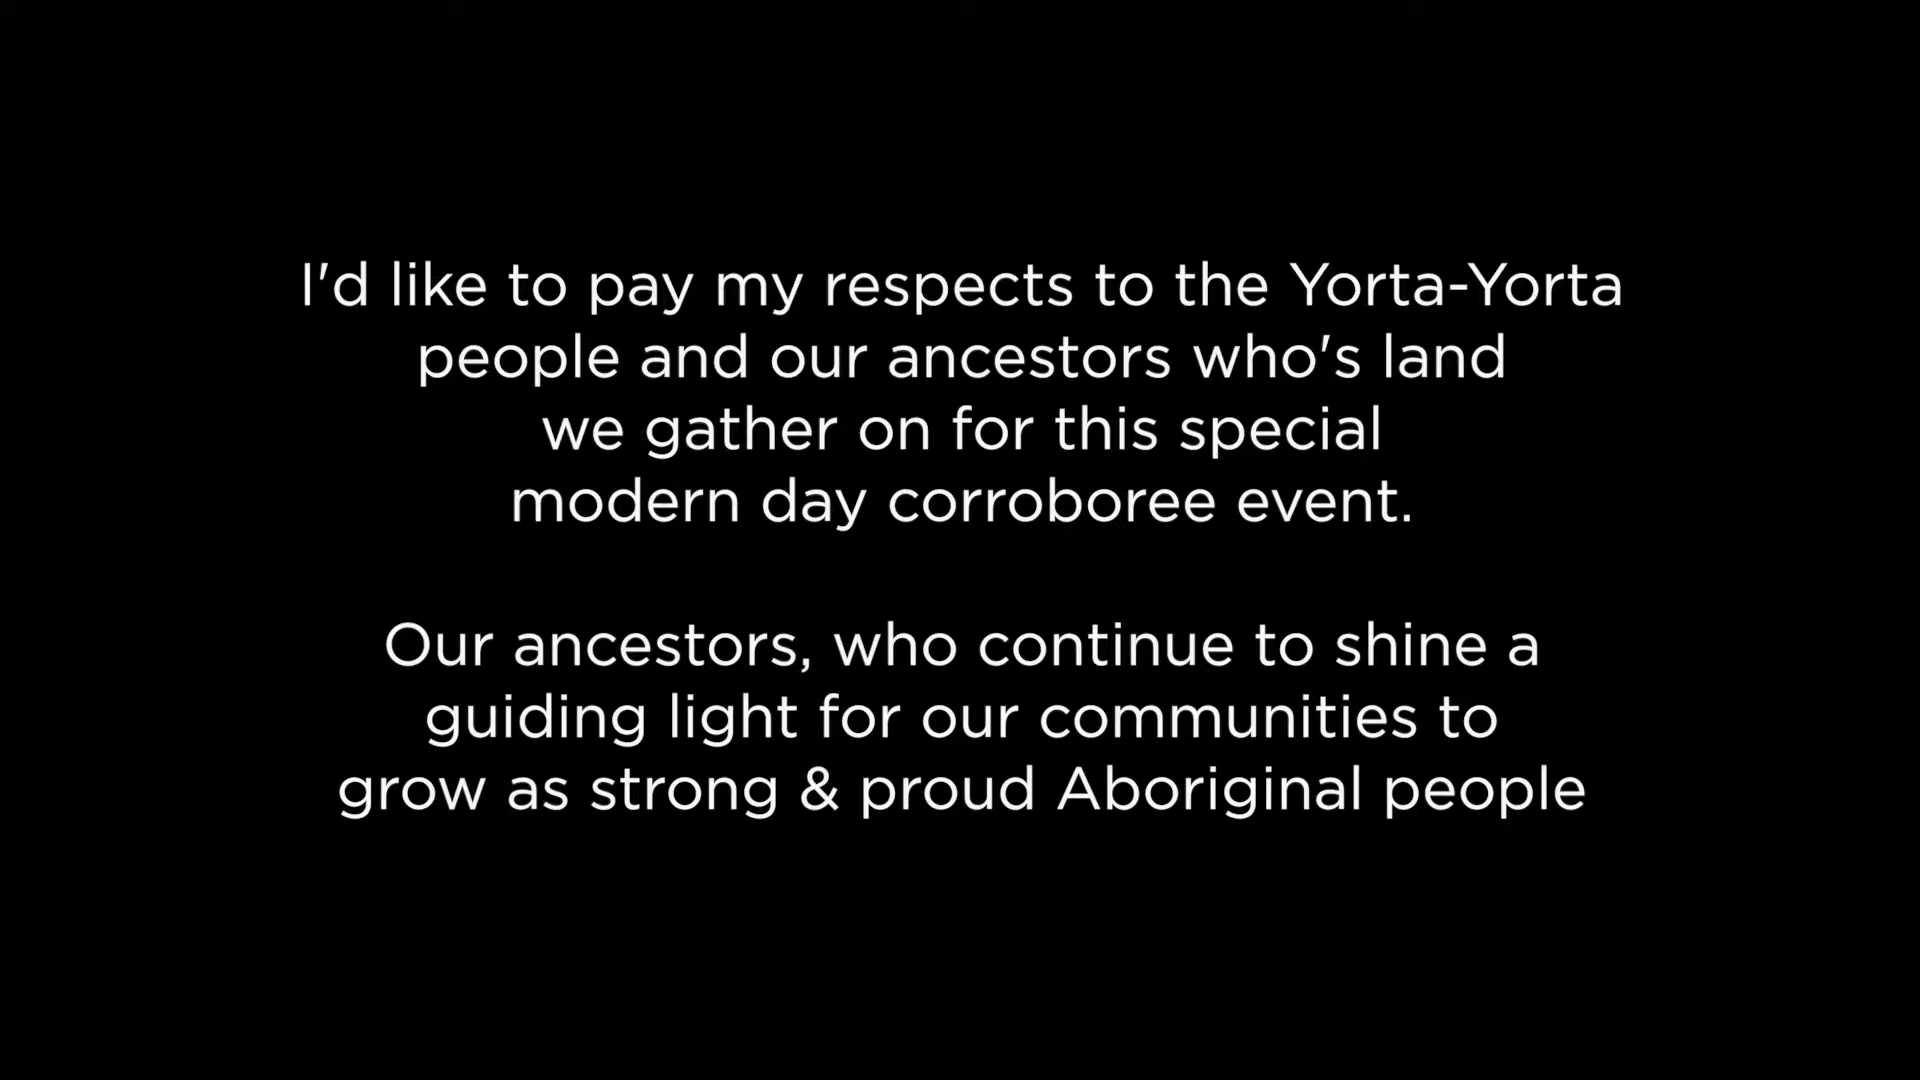 I'd like to pay my respects to the Yorta-Yorta
people and our ancestors who's land
we gather on for this special
modern day corroboree event.
Our ancestors, who continue to shine a
guiding light for our communities to
grow as strong & proud Aboriginal people